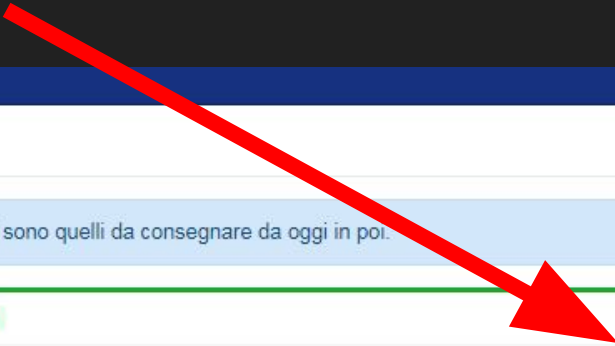 sono quelli da consegnare da oggi in poi.